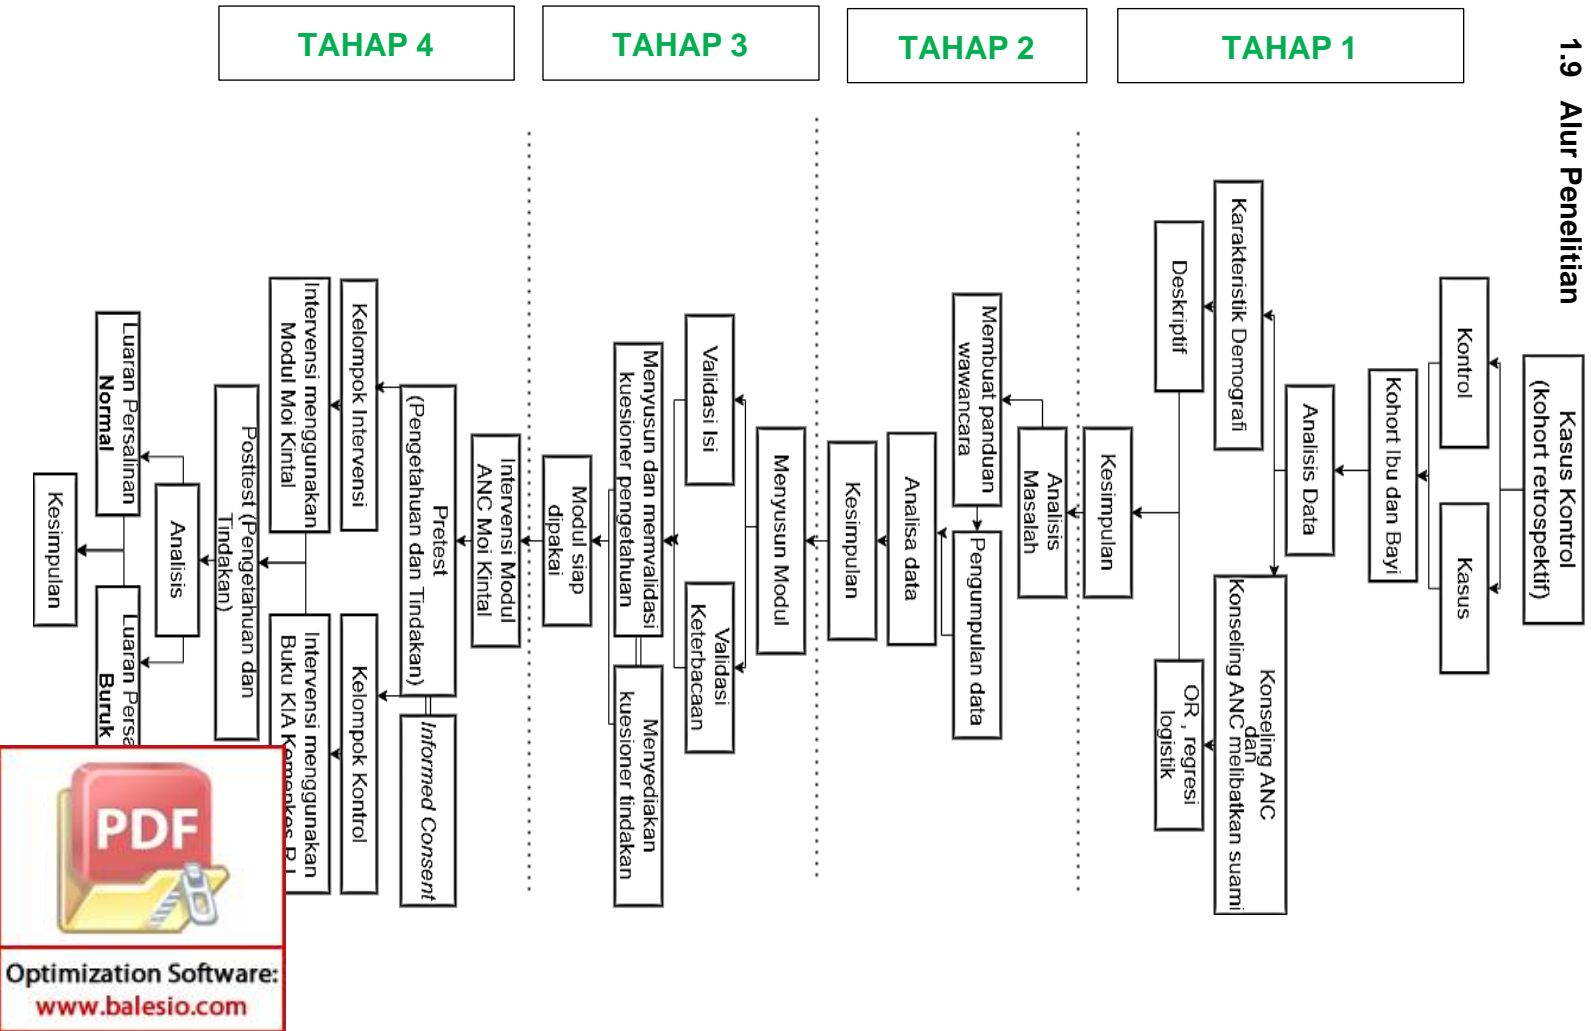 1.9 Alur Penelitian
TAHAP 1
Kasus Kontrol
(kohort retrospektif)
Kontrol
Kasus
Kohort Ibu dan Bayi
Analisis Data
Karakteristik Demografi
Konseling ANC
dan
Konseling ANC melibatkan suami
Deskriptif
OR , regresi
logistik
Kesimpulan
TAHAP 2
Analisis
Masalah
Membuat panduan
wawancara
Pengumpulan data
Analisa data
Kesimpulan
TAHAP 3
Menyusun Modul
Validasi Isi
Validasi
Keterbacaan
Menyusun dan memvalidasi
kuesioner pengetahuan
Menyediakan
kuesioner tindakan
Modul siap
dipakai
TAHAP 4
Intervensi Modul
ANC Moi Kintal
Pretest
(Pengetahuan dan Tindakan)
Informed Consent
Kelompok Intervensi
Kelompok Kontrol
Intervensi menggunakan
Modul Moi Kintal
Intervensi menggunakan
Buku KIA Kemenkes R.I
Posttest (Pengetahuan dan
Tindakan)
Analisis
Luaran Persalinan
Normal
Luaran Persa
Buruk
Kesimpulan
PDF
Optimization Software:
www.balesio.com